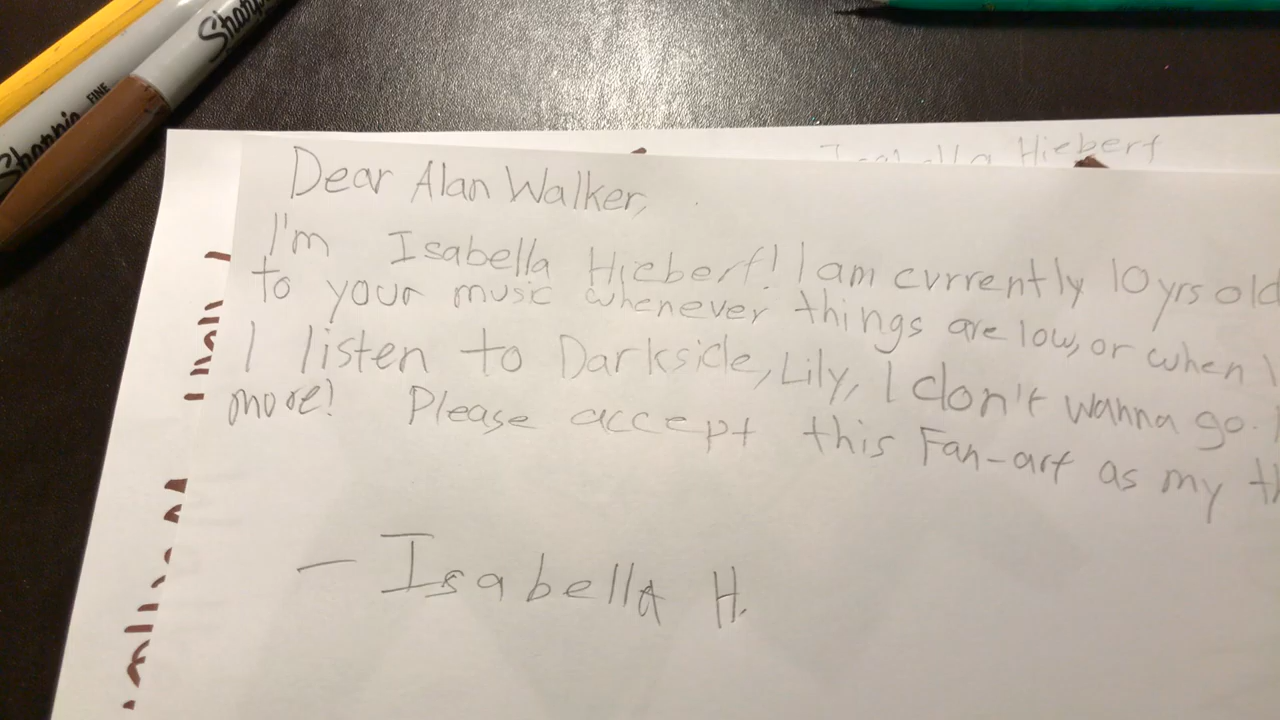 Sharpie
Sharpie FINE
Isabella Hiebert
Dear Alan Walker,
I'm Isabella Hiebert! I am currently 10 yrs old
to your music whenever things are low, or when I
I listen to Darkside, Lily, I don't wanna go.
more! Please accept this Fan-art as my
- Isabella H.